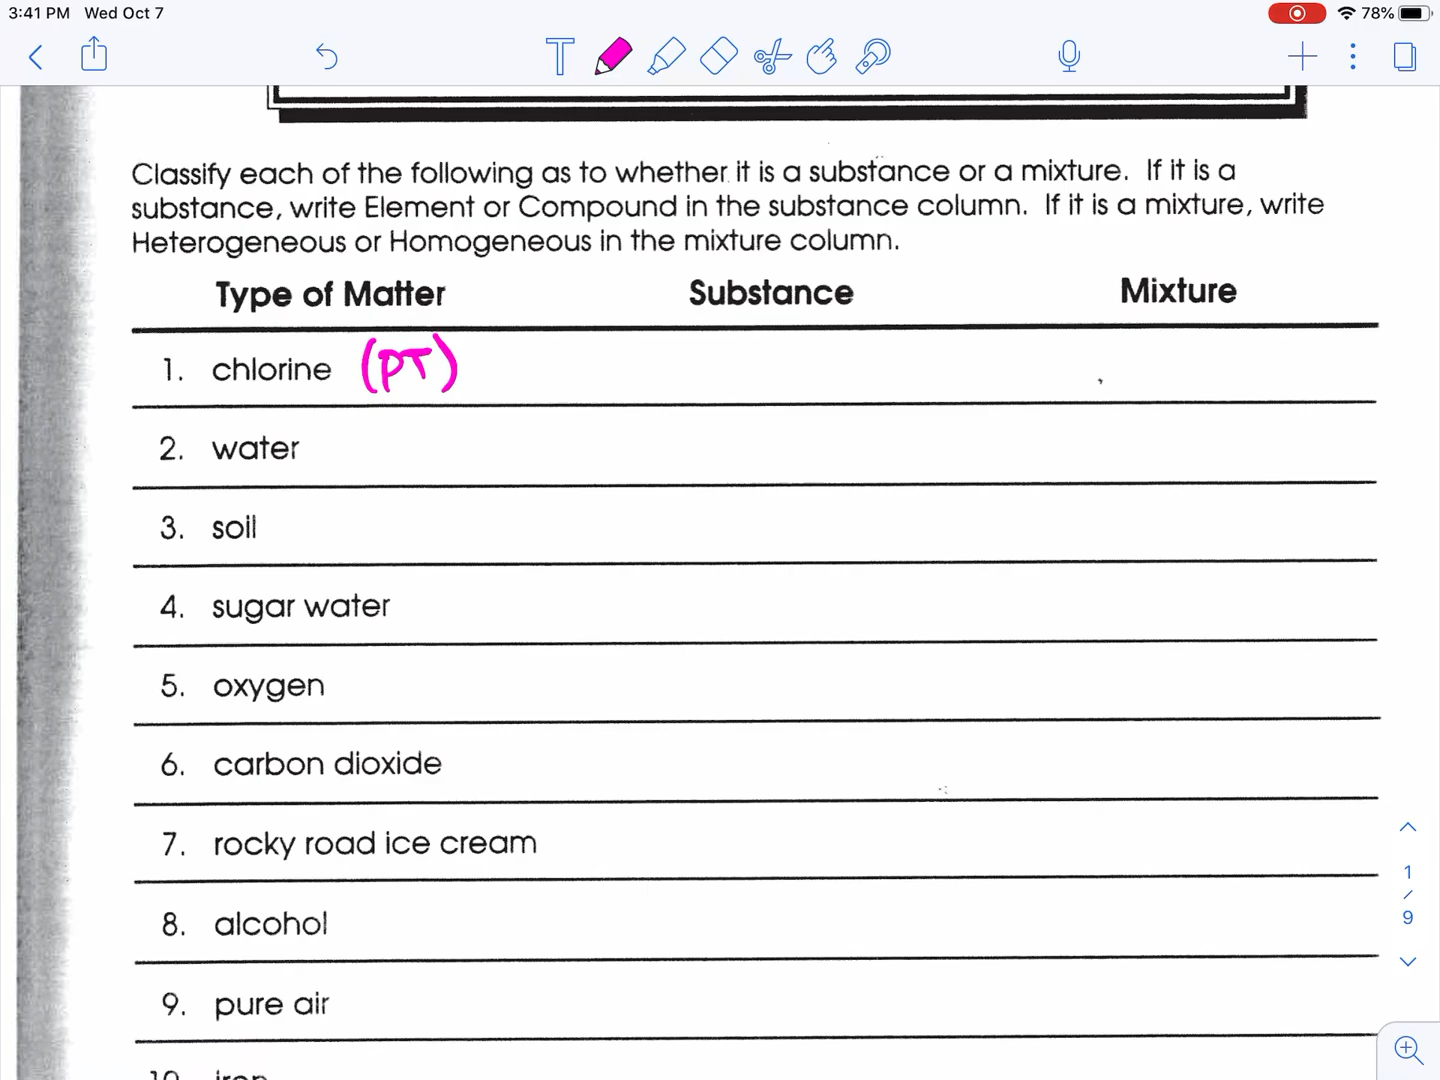 3:41 PM Wed Oct 7
78%
T
Classify each of the following as to whether it is a substance or a mixture. If it is a
substance, write Element or Compound in the substance column. If it is a mixture, write
Heterogeneous or Homogeneous in the mixture column.
Type of Matter Substance Mixture
1. chlorine (PT)
2. water
3. soil
4. sugar water
5. oxygen
6. carbon dioxide
7. rocky road ice cream
8. alcohol
9. pure air
10. iron
1
/
9